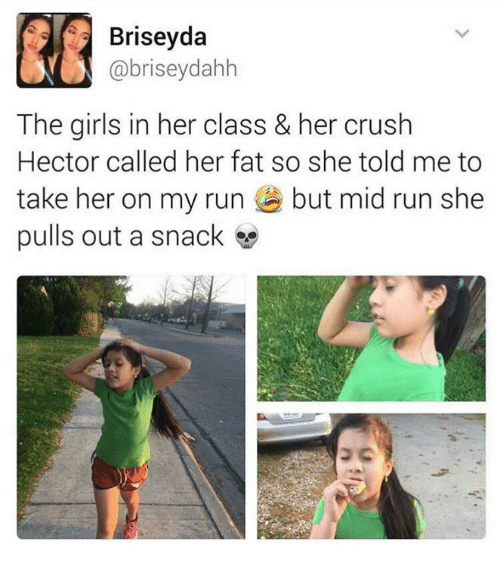 Briseyda
@briseydahh
The girls in her class & her crush
Hector called her fat so she told me to
take her on my run 😭 but mid run she
pulls out a snack 💀